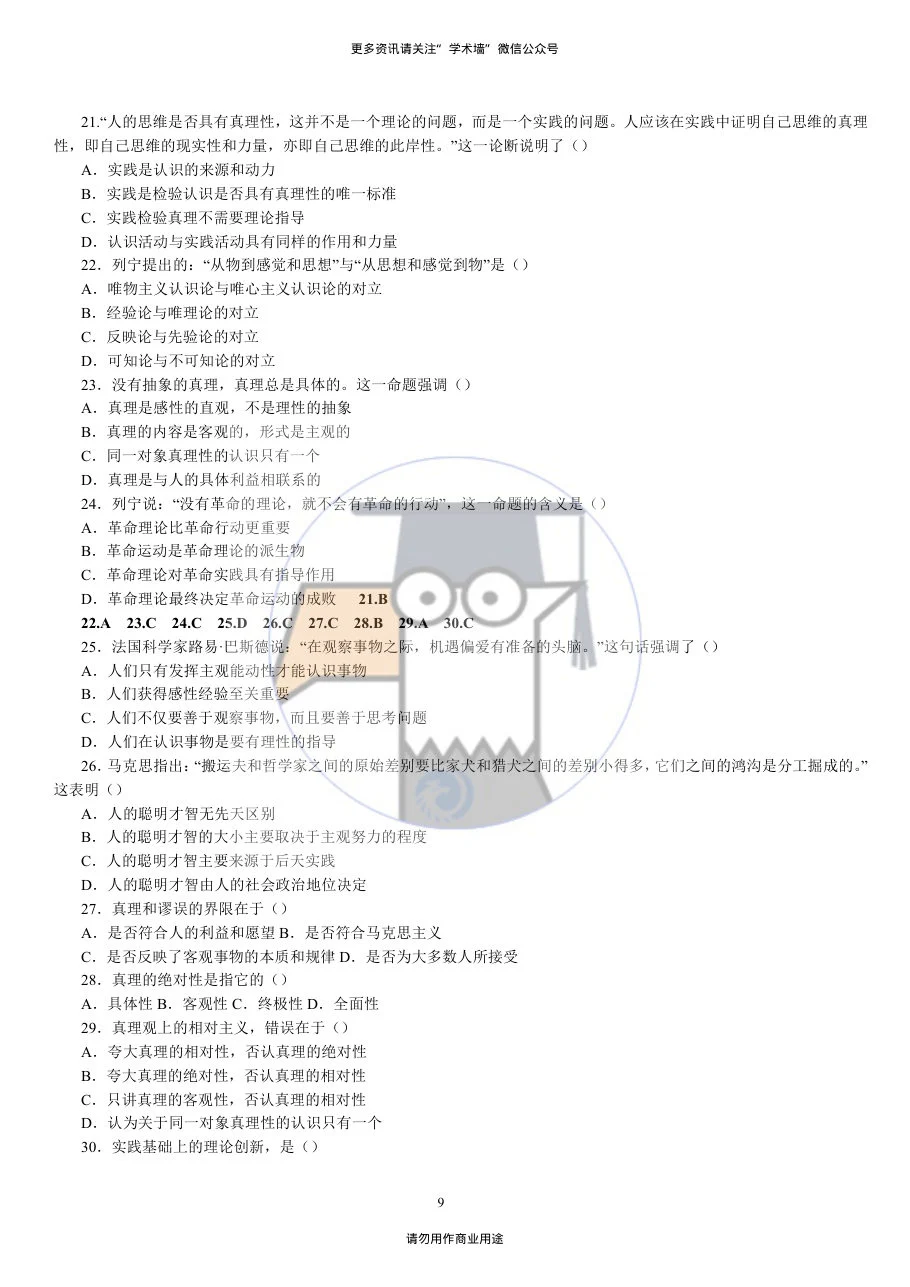 更多资讯请关注“学术墙”微信公众号
21.“人的思维是否具有真理性，这并不是一个理论的问题，而是一个实践的问题。人应该在实践中证明自己思维的真理
性，即自己思维的现实性和力量，亦即自己思维的此岸性。”这一论断说明了（）
A．实践是认识的来源和动力
B．实践是检验认识是否具有真理性的唯一标准
C．实践检验真理不需要理论指导
D．认识活动与实践活动具有同样的作用和力量
22．列宁提出的：“从物到感觉和思想”与“从思想和感觉到物”是（）
A．唯物主义认识论与唯心主义认识论的对立
B．经验论与唯理论的对立
C．反映论与先验论的对立
D．可知论与不可知论的对立
23．没有抽象的真理，真理总是具体的。这一命题强调（）
A．真理是感性的直观，不是理性的抽象
B．真理的内容是客观的，形式是主观的
C．同一对象真理性的认识只有一个
D．真理是与人的具体利益相联系的
24．列宁说：“没有革命的理论，就不会有革命的行动”，这一命题的含义是（）
A．革命理论比革命行动更重要
B．革命运动是革命理论的派生物
C．革命理论对革命实践具有指导作用
D．革命理论最终决定革命运动的成败 21.B
22.A 23.C 24.C 25.D 26.C 27.C 28.B 29.A 30.C
25．法国科学家路易·巴斯德说：“在观察事物之际，机遇偏爱有准备的头脑。”这句话强调了（）
A．人们只有发挥主观能动性才能认识事物
B．人们获得感性经验至关重要
C．人们不仅要善于观察事物，而且要善于思考问题
D．人们在认识事物是要有理性的指导
26．马克思指出：“搬运夫和哲学家之间的原始差别要比家犬和猎犬之间的差别小得多，它们之间的鸿沟是分工掘成的。”
这表明（）
A．人的聪明才智无先天区别
B．人的聪明才智的大小主要取决于主观努力的程度
C．人的聪明才智主要来源于后天实践
D．人的聪明才智由人的社会政治地位决定
27．真理和谬误的界限在于（）
A．是否符合人的利益和愿望 B．是否符合马克思主义
C．是否反映了客观事物的本质和规律 D．是否为大多数人所接受
28．真理的绝对性是指它的（）
A．具体性 B．客观性 C．终极性 D．全面性
29．真理观上的相对主义，错误在于（）
A．夸大真理的相对性，否认真理的绝对性
B．夸大真理的绝对性，否认真理的相对性
C．只讲真理的客观性，否认真理的相对性
D．认为关于同一对象真理性的认识只有一个
30．实践基础上的理论创新，是（）
9
请勿用作商业用途